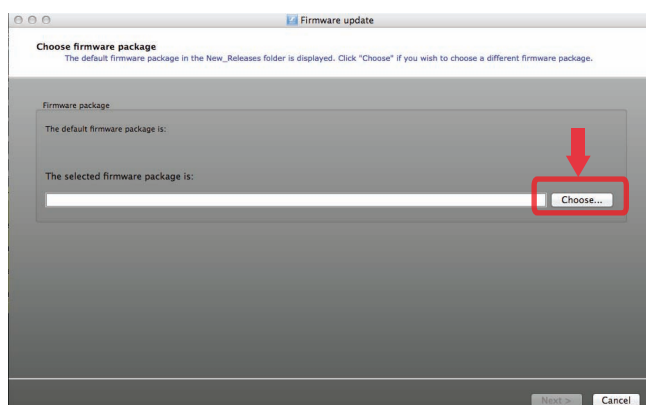 Firmware update
Choose firmware package
The default firmware package in the New_Releases folder is displayed. Click "Choose" if you wish to choose a different firmware package.
Firmware package
The default firmware package is:
The selected firmware package is:
Choose...
Next > Cancel